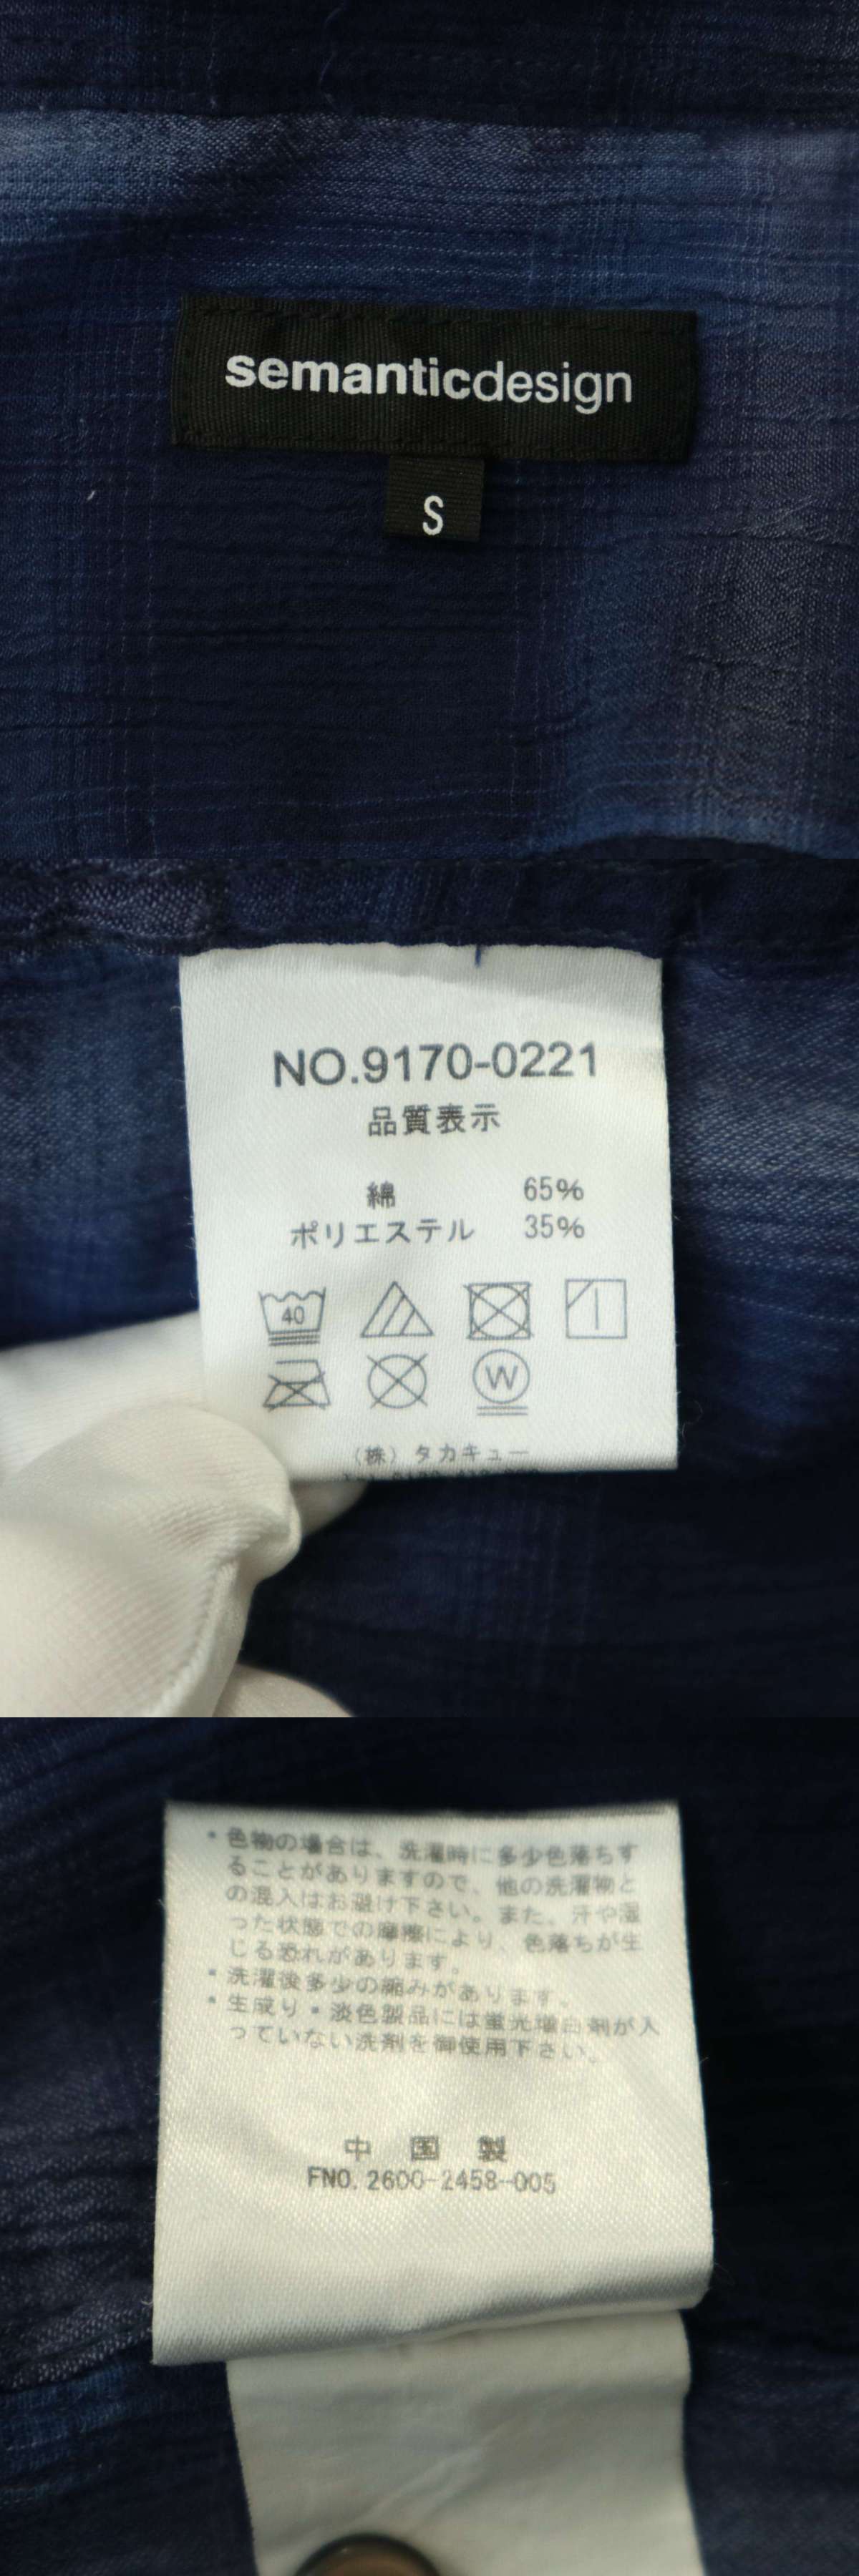 semanticdesign
S
NO.9170-0221
品質表示
綿 65%
ポリエステル 35%
40
W
(株)タカキュー
・色物の場合は、洗濯時に多少色落ちす
ることがありますので、他の洗濯物と
の混入はお避け下さい。また、汗や湿
った状態での摩擦により、色落ちが生
じる恐れがあります。
・洗濯後多少の縮みがあります。
・生成り・淡色製品には蛍光増白剤が入
っていない洗剤を御使用下さい。
中国製
FNO. 2600-2458-005